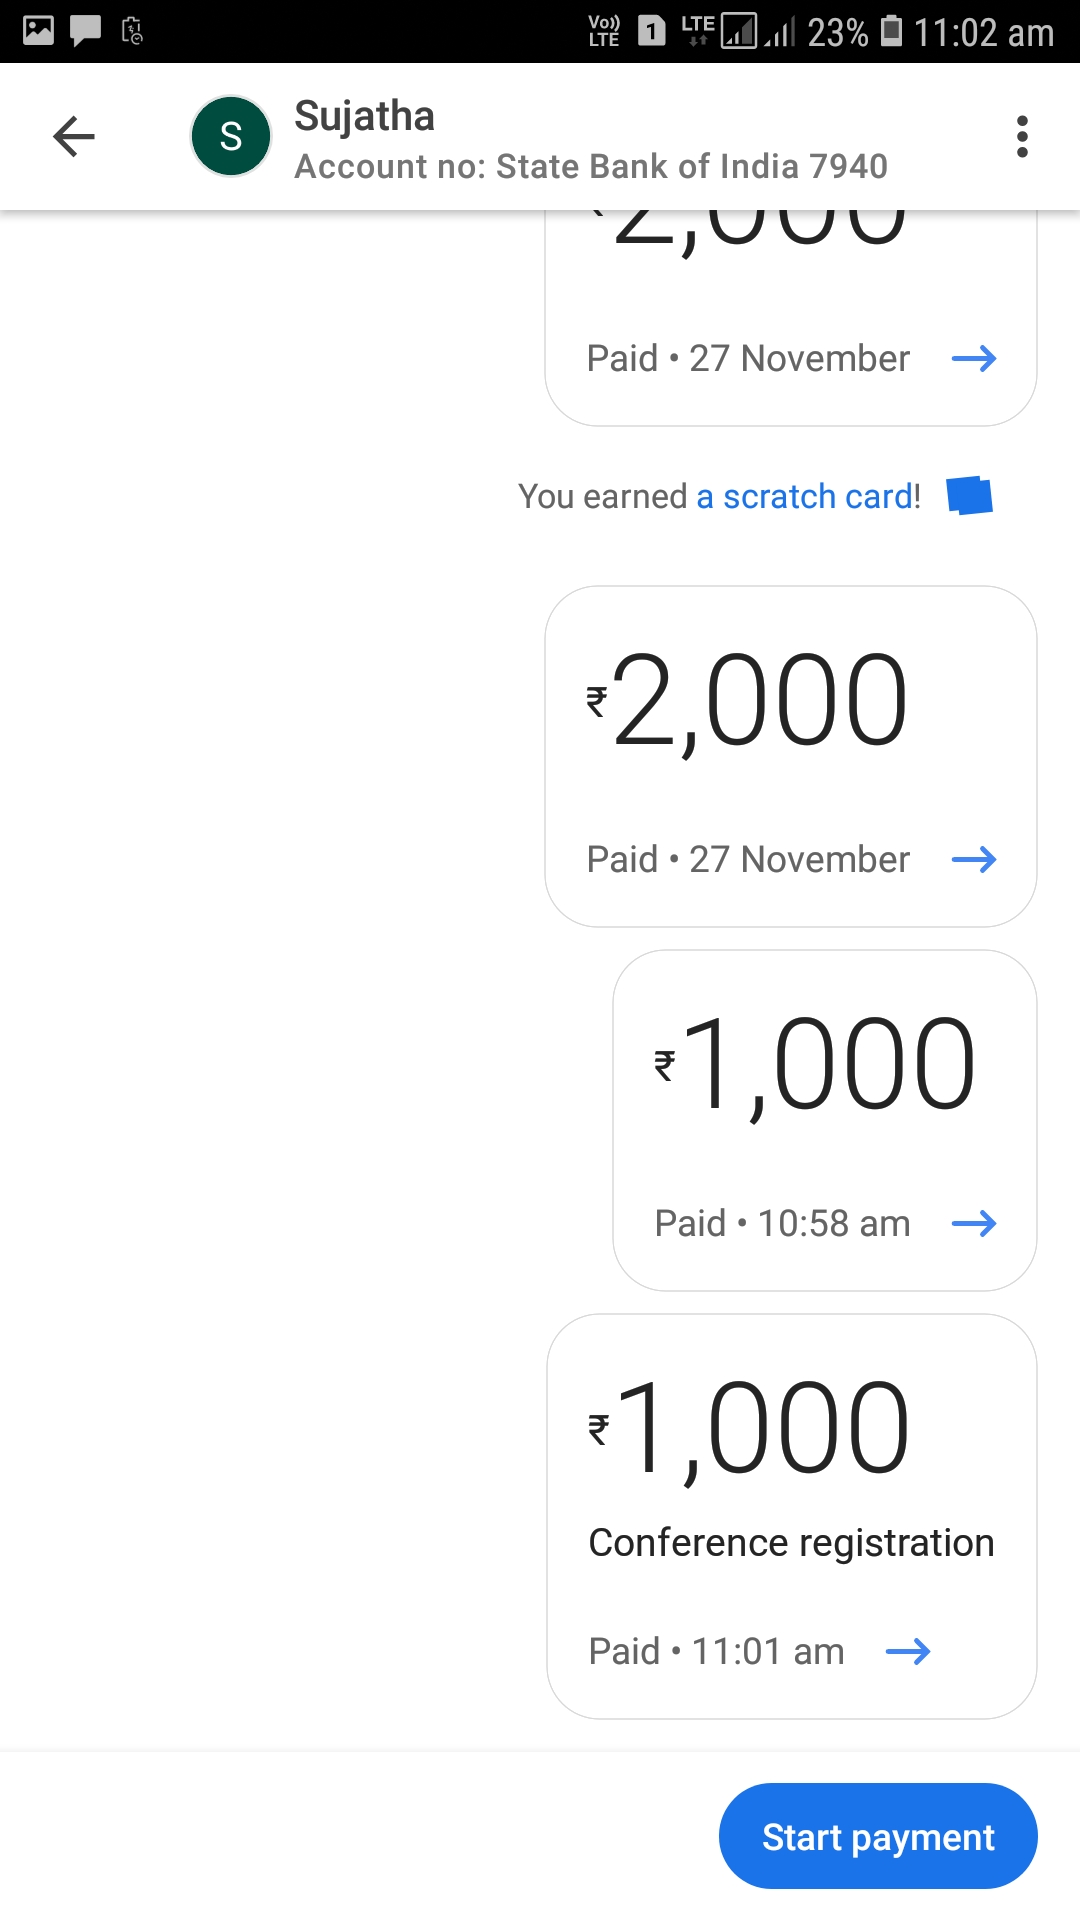 Vo)) LTE 1 LTE 23% 11:02 am
S
Sujatha
Account no: State Bank of India 7940
₹2,000
Paid • 27 November
You earned a scratch card!
₹2,000
Paid • 27 November
₹1,000
Paid • 10:58 am
₹1,000
Conference registration
Paid • 11:01 am
Start payment